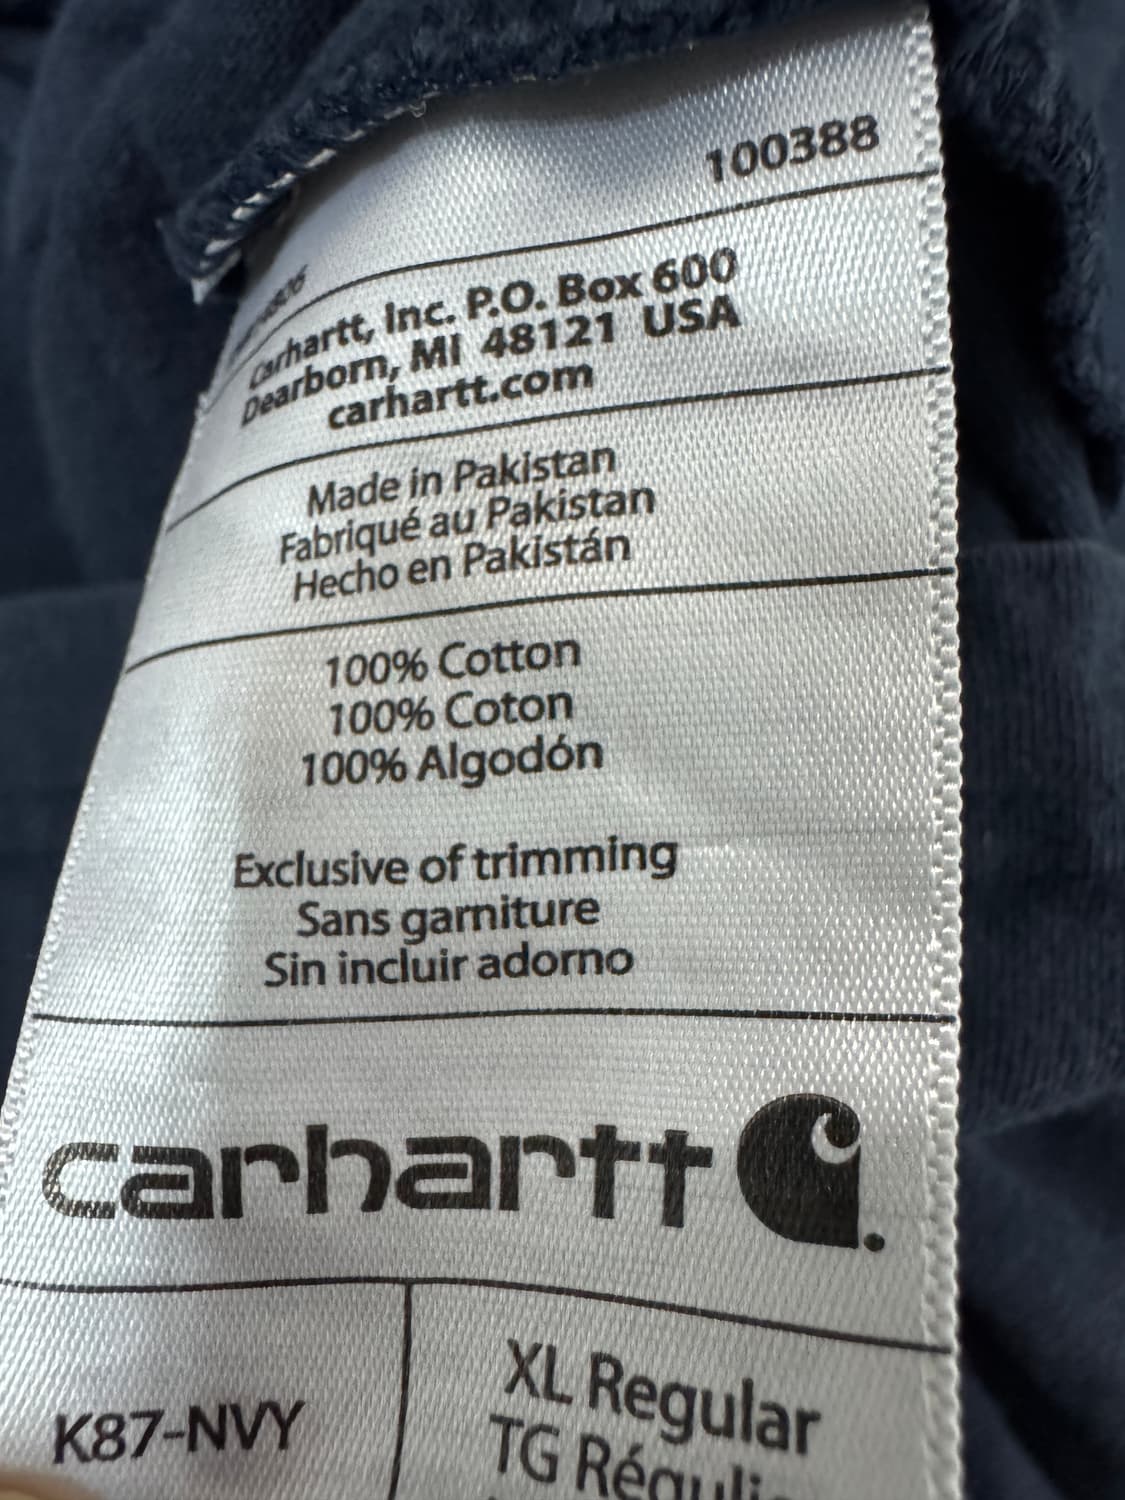 100388
Carhartt, Inc. P.O. Box 600
Dearborn, MI 48121 USA
carhartt.com
Made in Pakistan
Fabriqué au Pakistan
Hecho en Pakistán
100% Cotton
100% Coton
100% Algodón
Exclusive of trimming
Sans garniture
Sin incluir adorno
carhartt
K87-NVY
XL Regular
TG